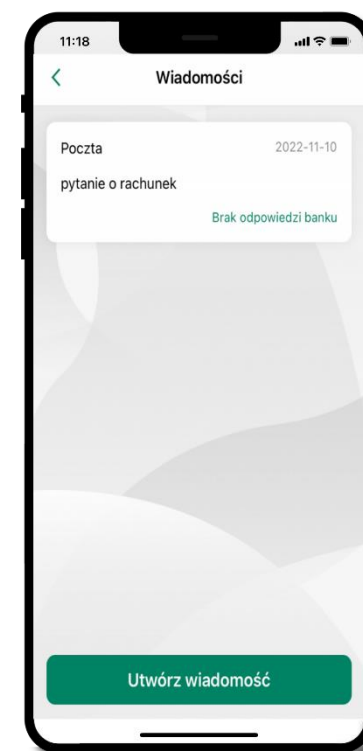 11:18
Wiadomości
Poczta 2022-11-10
pytanie o rachunek
Brak odpowiedzi banku
Utwórz wiadomość